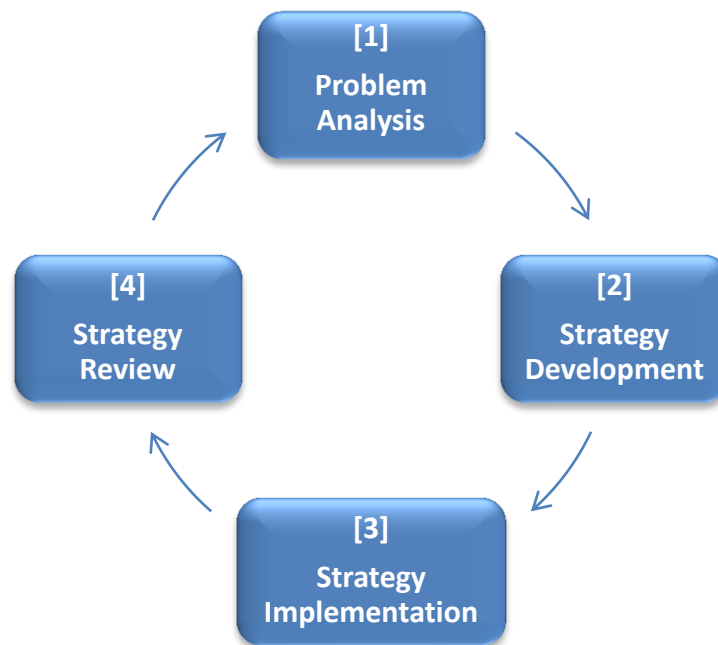 [1]
Problem
Analysis
[2]
Strategy
Development
[3]
Strategy
Implementation
[4]
Strategy
Review